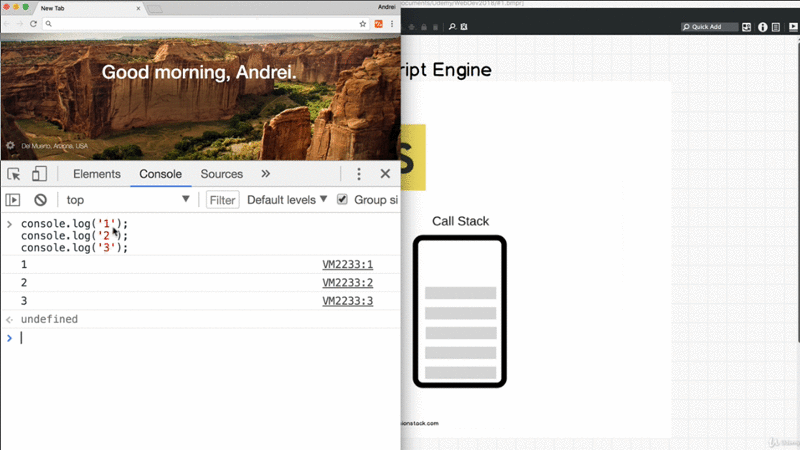 New Tab
Andrei
Good morning, Andrei.
Del Muerto, Arizona, USA
Elements Console Sources »
top Filter Default levels Group si
console.log('1');
console.log('2');
console.log('3');
1 VM2233:1
2 VM2233:2
3 VM2233:3
undefined
ocuments/Udemy/WebDev2018/#1.bmpr)
Quick Add
ript Engine
S
Call Stack
ionstack.com